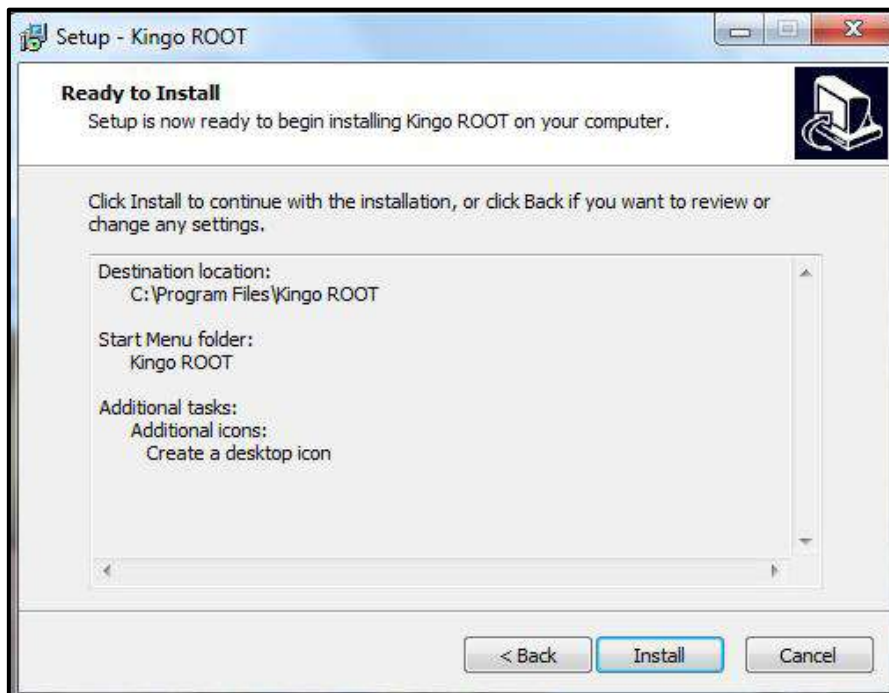 Setup - Kingo ROOT
Ready to Install
Setup is now ready to begin installing Kingo ROOT on your computer.
Click Install to continue with the installation, or click Back if you want to review or
change any settings.
Destination location:
C:\Program Files\Kingo ROOT
Start Menu folder:
Kingo ROOT
Additional tasks:
Additional icons:
Create a desktop icon
< Back
Install
Cancel